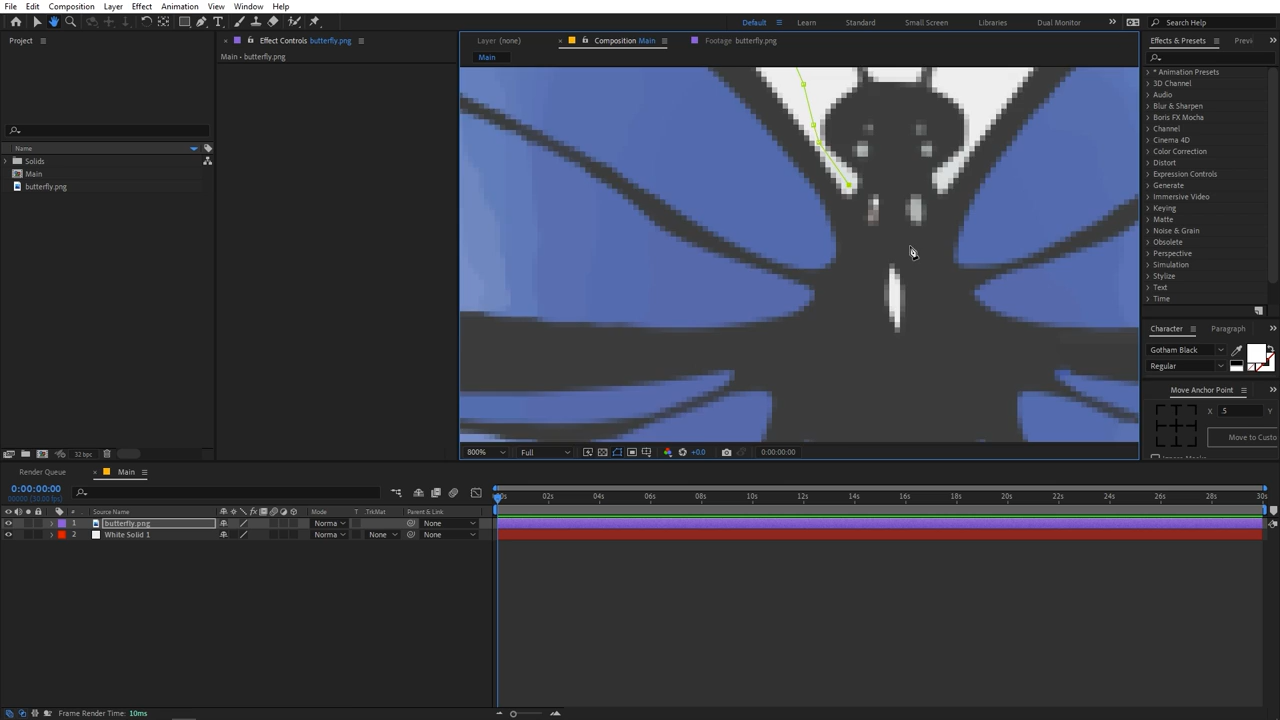 File Edit Composition Layer Effect Animation View Window Help
Default Learn Standard Small Screen Libraries Dual Monitor Search Help
Project
Name
Solids
Main
butterfly.png
32 bpc
Effect Controls butterfly.png
Main • butterfly.png
Layer (none) Composition Main Footage butterfly.png
Main
800% Full +0.0 0:00:00:00
Effects & Presets Previ
* Animation Presets
3D Channel
Audio
Blur & Sharpen
Boris FX Mocha
Channel
Cinema 4D
Color Correction
Distort
Expression Controls
Generate
Immersive Video
Keying
Matte
Noise & Grain
Obsolete
Perspective
Simulation
Stylize
Text
Time
Character Paragraph
Gotham Black
Regular
Move Anchor Point
X .5 Y
Move to Custo
Render Queue Main
0:00:00:00
# Source Name Mode T .TrkMat Parent & Link
1 butterfly.png Norma None
2 White Solid 1 Norma None None
02s 04s 06s 08s 10s 12s 14s 16s 18s 20s 22s 24s 26s 28s 30s
Frame Render Time: 10ms